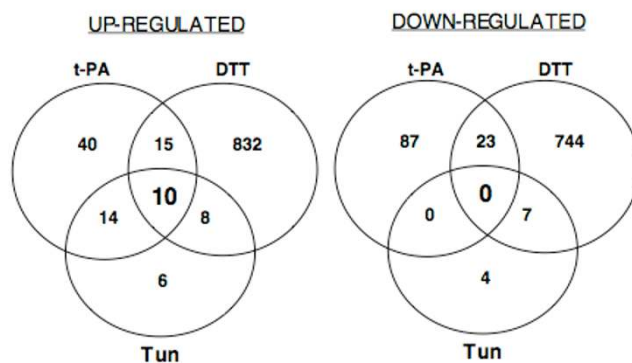 UP-REGULATED
t-PA DTT
40 15 832
10
14 8
6
Tun
DOWN-REGULATED
t-PA DTT
87 23 744
0
0 7
4
Tun